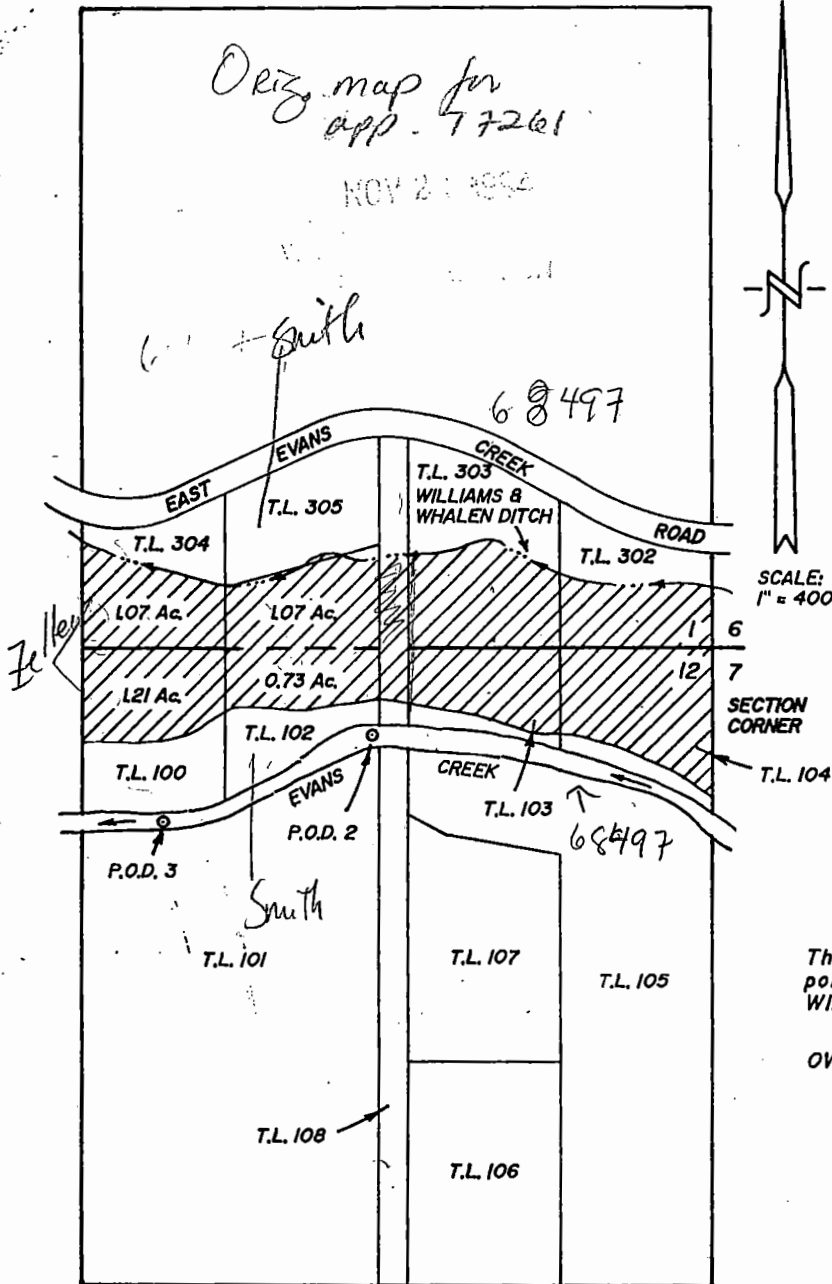 Orig. map for
app. T7261
NOV 2
Smith
68497
EAST EVANS CREEK ROAD
T.L. 303
WILLIAMS &
WHALEN DITCH
T.L. 305
T.L. 304
T.L. 302
SCALE:
1" = 400
1.07 Ac.
1.07 Ac.
1 6
Zeller
12 7
1.21 Ac.
0.73 Ac.
SECTION
CORNER
T.L. 102
T.L. 100
T.L. 104
EVANS CREEK
T.L. 103
P.O.D. 2
68497
P.O.D. 3
Smith
T.L. 101
T.L. 107
T.L. 105
Th
po
WI
OW
T.L. 108
T.L. 106